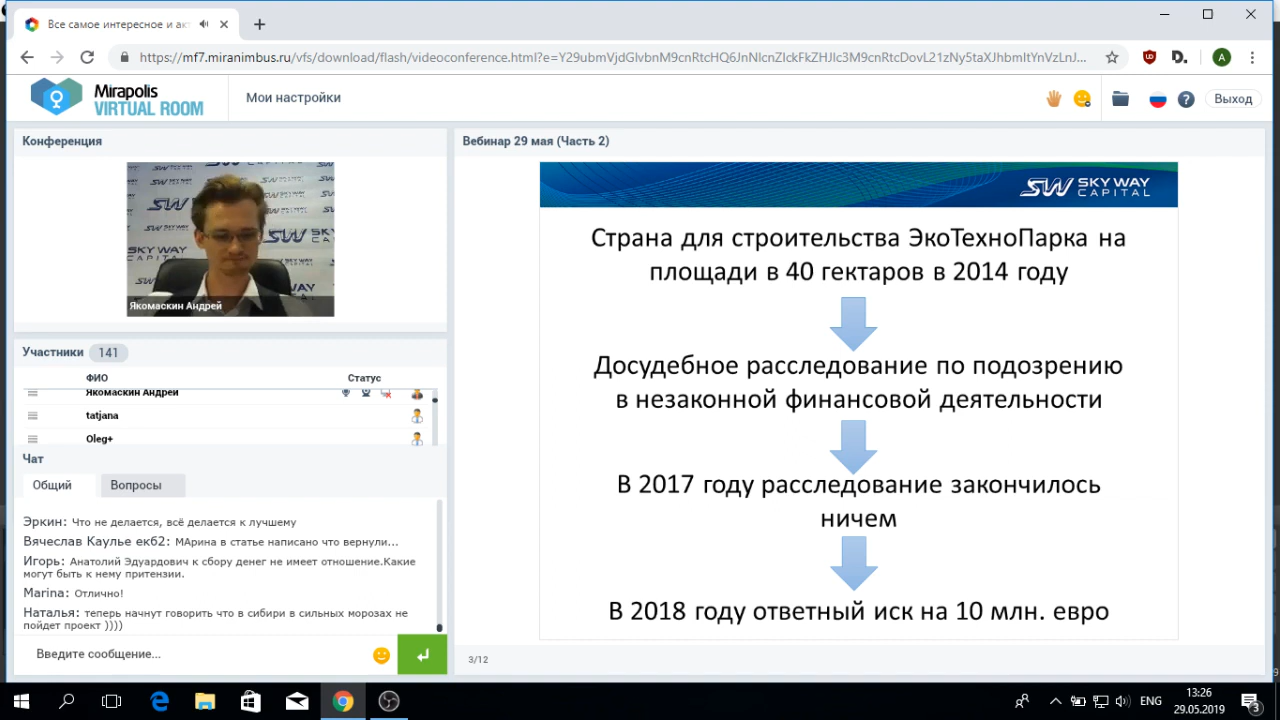 Все самое интересное и ак
https://mf7.miranimbus.ru/vfs/download/flash/videoconference.html?e=
A
Mirapolis
VIRTUAL ROOM
Мои настройки
Выход
Конференция
SKY WAY
Якомаскин Андрей
Участники 141
ФИО Статус
Якомаскин Андрей
tatjana
Oleg+
Чат
Общий Вопросы
Эркин: Что не делается, всё делается к лучшему
Вячеслав Каулье екб2: МАрина в статье написано что вернули...
Игорь: Анатолий Эдуардович к сбору денег не имеет отношение.Какие
могут быть к нему притензии.
Marina: Отлично!
Наталья: теперь начнут говорить что в сибири в сильных морозах не
пойдет проект ))))
Введите сообщение...
Вебинар 29 мая (Часть 2)
SW SKY WAY
CAPITAL
Страна для строительства ЭкоТехноПарка на
площади в 40 гектаров в 2014 году
Досудебное расследование по подозрению
в незаконной финансовой деятельности
В 2017 году расследование закончилось
ничем
В 2018 году ответный иск на 10 млн. евро
3/12
ENG
13:26
29.05.2019
3